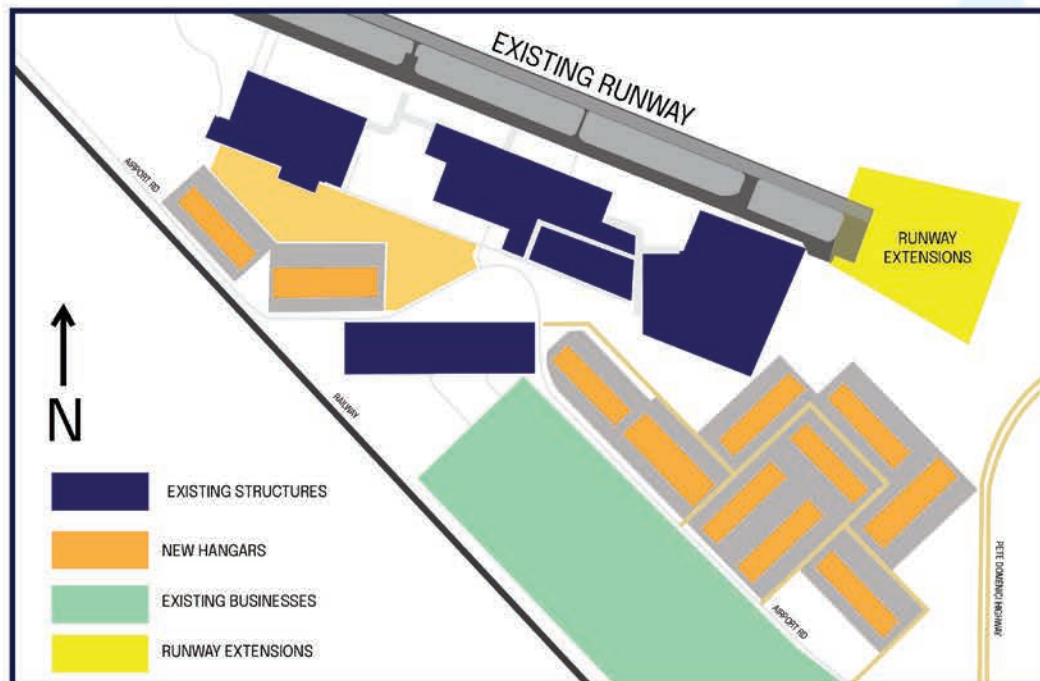 EXISTING RUNWAY
AIRPORT RD
RUNWAY
EXTENSIONS
N
RAILWAY
EXISTING STRUCTURES
NEW HANGARS
EXISTING BUSINESSES
RUNWAY EXTENSIONS
AIRPORT RD
PETE DOMENICI HIGHWAY